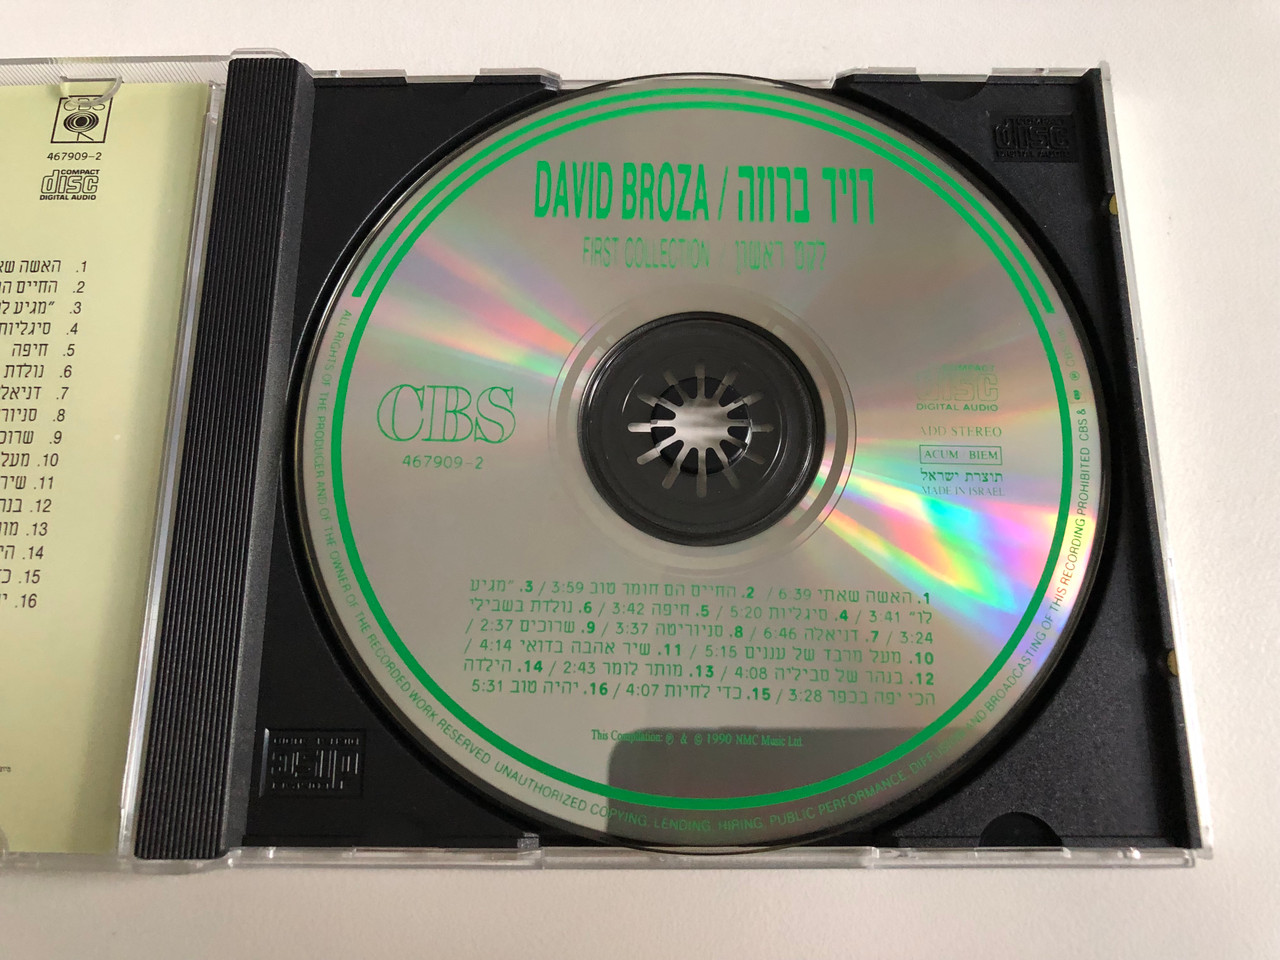 CBS
467909-2
COMPACT
disc
DIGITAL AUDIO
1. האשה שא
2. החיים ה
3. "מגיע ל
4. סיגליות
5. חיפה
6. נולדת
7. דניאל
8. סניור
9. שרוכ
10. מעל
11. שיר
12. בנה
13. מו
14. הי
15. כ
16. י
DAVID BROZA / דויד ברוזה
FIRST COLLECTION · לקט ראשון
CBS
467909-2
COMPACT
disc
DIGITAL AUDIO
ADD STEREO
ACUM BIEM
תוצרת ישראל
MADE IN ISRAEL
1. האשה שאתי 6:39 / 2. החיים הם חומר טוב 3:59 / 3. "מגיע
לו" 3:41 / 4. סיגליות 5:20 / 5. חיפה 3:42 / 6. נולדת בשבילי
3:24 / 7. דניאלה 6:46 / 8. סניוריטה 3:37 / 9. שרוכים 2:37 /
10. מעל מרבד של עננים 5:15 / 11. שיר אהבה בדואי 4:14 /
12. בנהר של סביליה 4:08 / 13. מותר לומר 2:43 / 14. הילדה
הכי יפה בכפר 3:28 / 15. כדי לחיות 4:07 / 16. יהיה טוב 5:31
This Compilation: ℗ & © 1990 NMC Music Ltd.
ALL RIGHTS OF THE PRODUCER AND OF THE OWNER OF THE RECORDED WORK RESERVED. UNAUTHORIZED COPYING, LENDING, HIRING, PUBLIC PERFORMANCE, DIFFUSION AND BROADCASTING OF THIS RECORDING PROHIBITED. CBS &
disc
disc